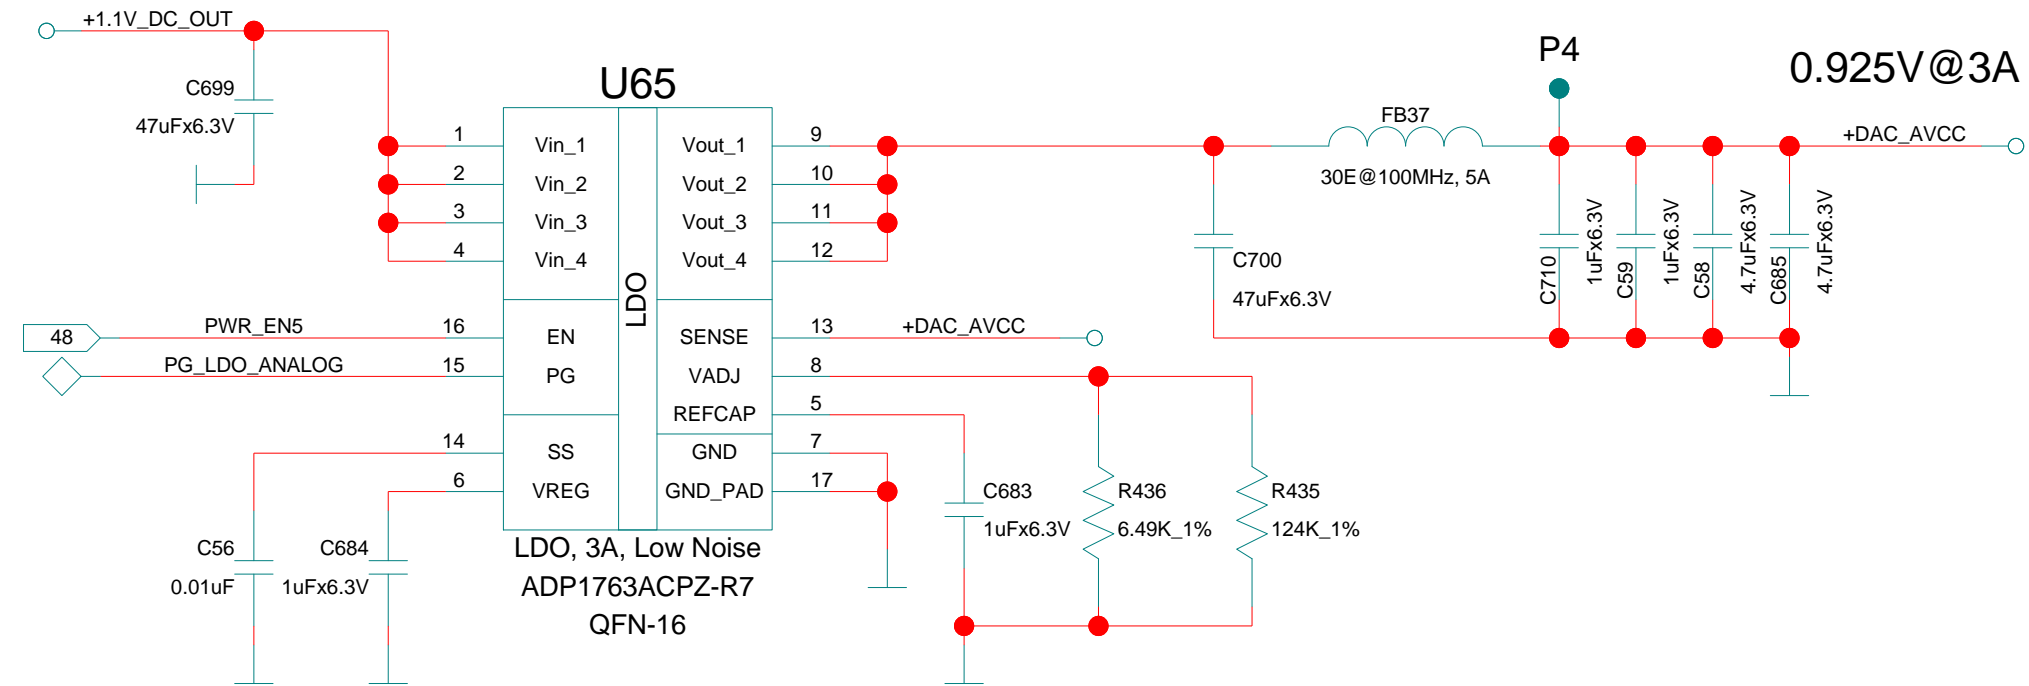 +1.1V_DC_OUT
C699
47uFx6.3V
U65
P4
0.925V@3A
FB37
30E@100MHz, 5A
+DAC_AVCC
1
Vin_1
Vout_1
9
2
Vin_2
Vout_2
10
3
Vin_3
Vout_3
11
4
Vin_4
Vout_4
12
LDO
C700
47uFx6.3V
C710
1uFx6.3V
C59
1uFx6.3V
C58
4.7uFx6.3V
C685
4.7uFx6.3V
48
PWR_EN5
16
EN
SENSE
13
+DAC_AVCC
PG_LDO_ANALOG
15
PG
VADJ
8
REFCAP
5
14
SS
GND
7
6
VREG
GND_PAD
17
C56
0.01uF
C684
1uFx6.3V
LDO, 3A, Low Noise
ADP1763ACPZ-R7
QFN-16
C683
1uFx6.3V
R436
6.49K_1%
R435
124K_1%